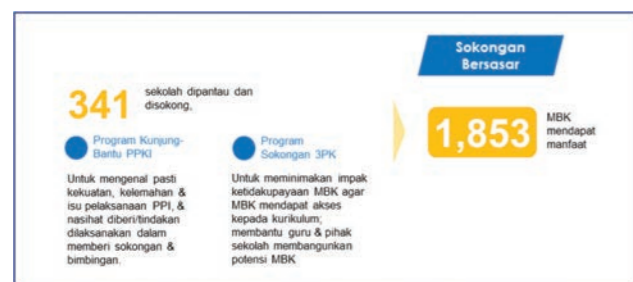 341
sekolah dipantau dan
disokong,
Program Kunjung-
Bantu PPKI
Untuk mengenal pasti
kekuatan, kelemahan &
isu pelaksanaan PPI, &
nasihat diberi/tindakan
dilaksanakan dalam
memberi sokongan &
bimbingan.
Program
Sokongan 3PK
Untuk meminimakan impak
ketidakupayaan MBK agar
MBK mendapat akses
kepada kurikulum;
membantu guru & pihak
sekolah membangunkan
potensi MBK
Sokongan
Bersasar
1,853
MBK
mendapat
manfaat